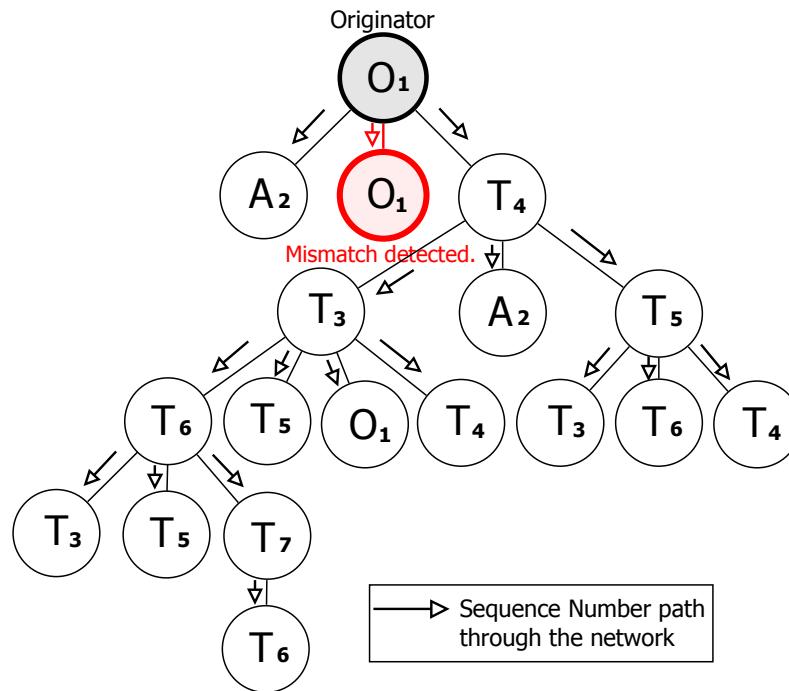 Originator
O1
A2
O1
T4
Mismatch detected.
T3
A2
T5
T6
T5
O1
T4
T3
T6
T4
T3
T5
T7
T6
Sequence Number path
through the network